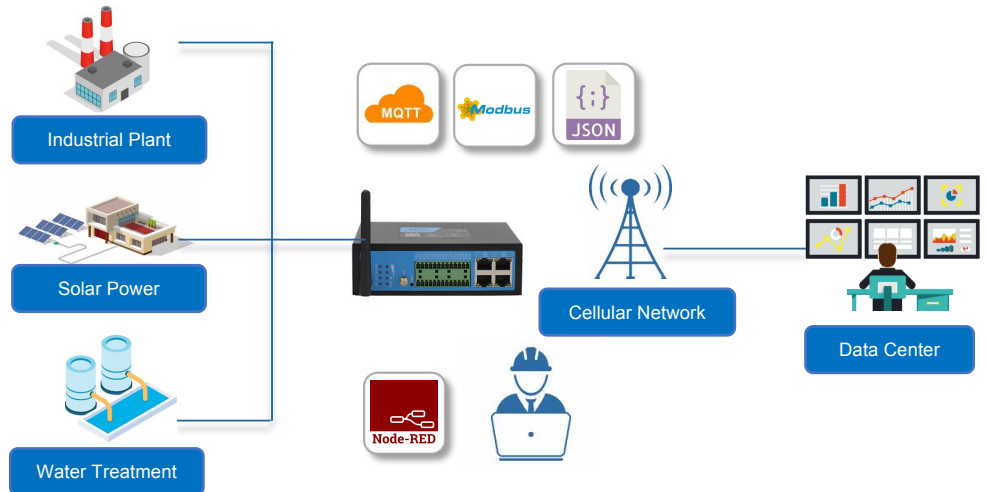 MQTT
Modbus
{;}
JSON
Industrial Plant
Solar Power
Cellular Network
Data Center
Node-RED
Water Treatment